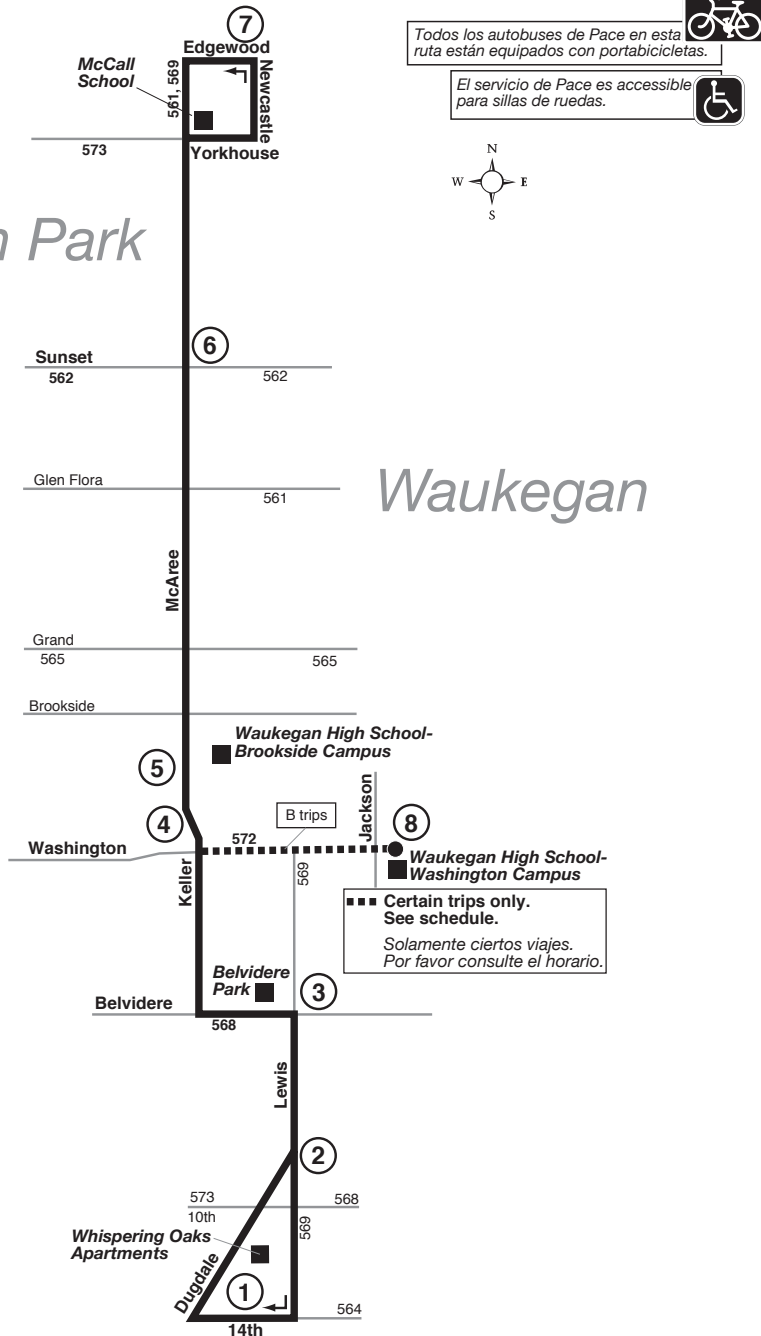 Todos los autobuses de Pace en esta
ruta están equipados con portabicicletas.
El servicio de Pace es accessible
para sillas de ruedas.
N
W E
S
7
Edgewood
McCall
School
561, 569
Newcastle
573
Yorkhouse
Park
6
Sunset
562
562
Glen Flora
561
Waukegan
McAree
Grand
565
565
Brookside
Waukegan High School-
Brookside Campus
5
4
B trips
Jackson
8
Washington
572
Waukegan High School-
Washington Campus
Keller
569
Certain trips only.
See schedule.
Solamente ciertos viajes.
Por favor consulte el horario.
Belvidere
Park
3
Belvidere
568
Lewis
2
573
568
10th
569
Whispering Oaks
Apartments
Dugdale
1
564
14th